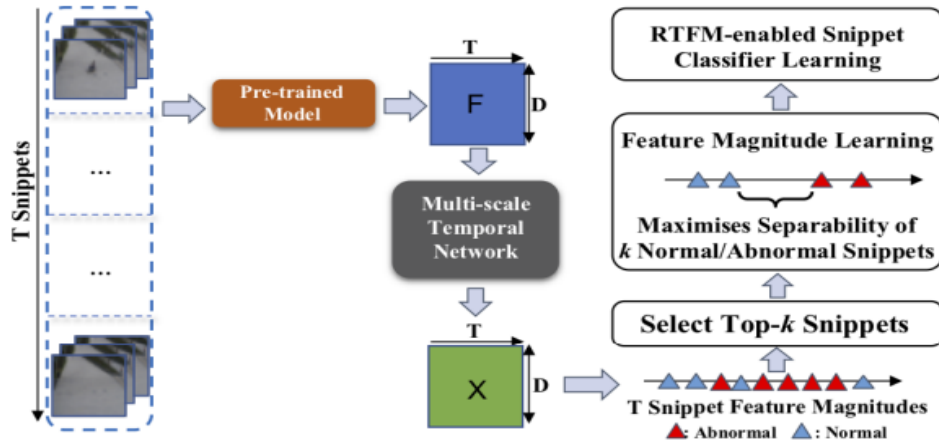 T Snippets
...
...
Pre-trained
Model
T
F
D
Multi-scale
Temporal
Network
T
X
D
RTFM-enabled Snippet
Classifier Learning
Feature Magnitude Learning
Maximises Separability of
k Normal/Abnormal Snippets
Select Top-k Snippets
T Snippet Feature Magnitudes
: Abnormal : Normal